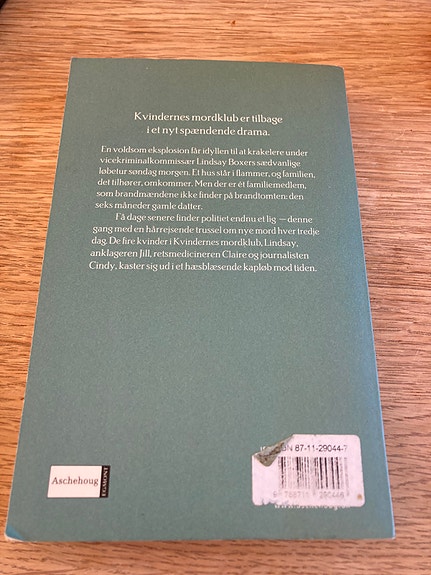 Kvindernes mordklub er tilbage
i et nyt spændende drama.
En voldsom eksplosion får idyllen til at krakelere under
vicekriminalkommissær Lindsay Boxers sædvanlige
løbetur søndag morgen. Et hus står i flammer, og familien,
det tilhører, omkommer. Men der er ét familiemedlem,
som brandmændene ikke finder på brandtomten: den
seks måneder gamle datter.
Få dage senere finder politiet endnu et lig – denne
gang med en hårrejsende trussel om nye mord hver tredje
dag. De fire kvinder i Kvindernes mordklub, Lindsay,
anklageren Jill, retsmedicineren Claire og journalisten
Cindy, kaster sig ud i et hæsblæsende kapløb mod tiden.
87-11-29044-7
Aschehoug
EGMONT